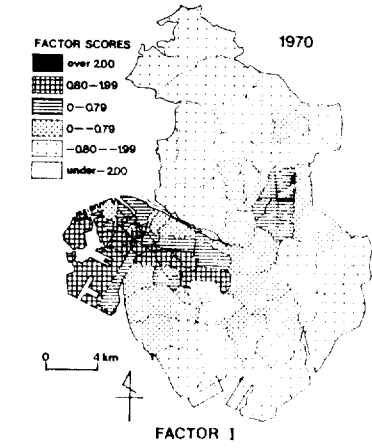 1970
FACTOR SCORES
over 2.00
0.80–1.99
0–0.79
0–-0.79
-0.80–-1.99
under-2.00
0 4 km
FACTOR I